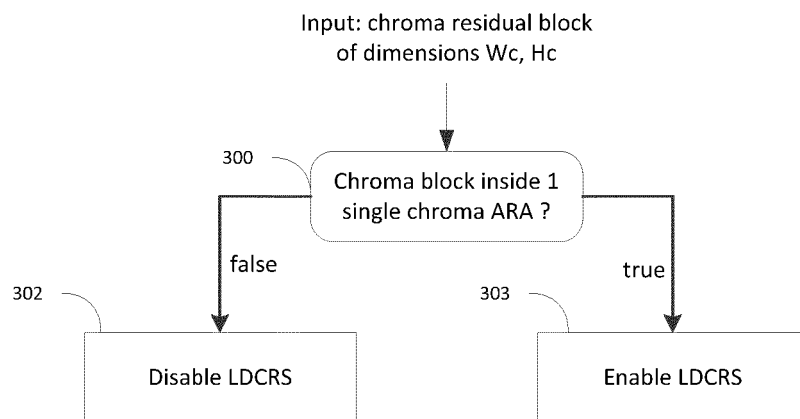 Input: chroma residual block
of dimensions Wc, Hc
300
Chroma block inside 1
single chroma ARA ?
false
true
302
303
Disable LDCRS
Enable LDCRS